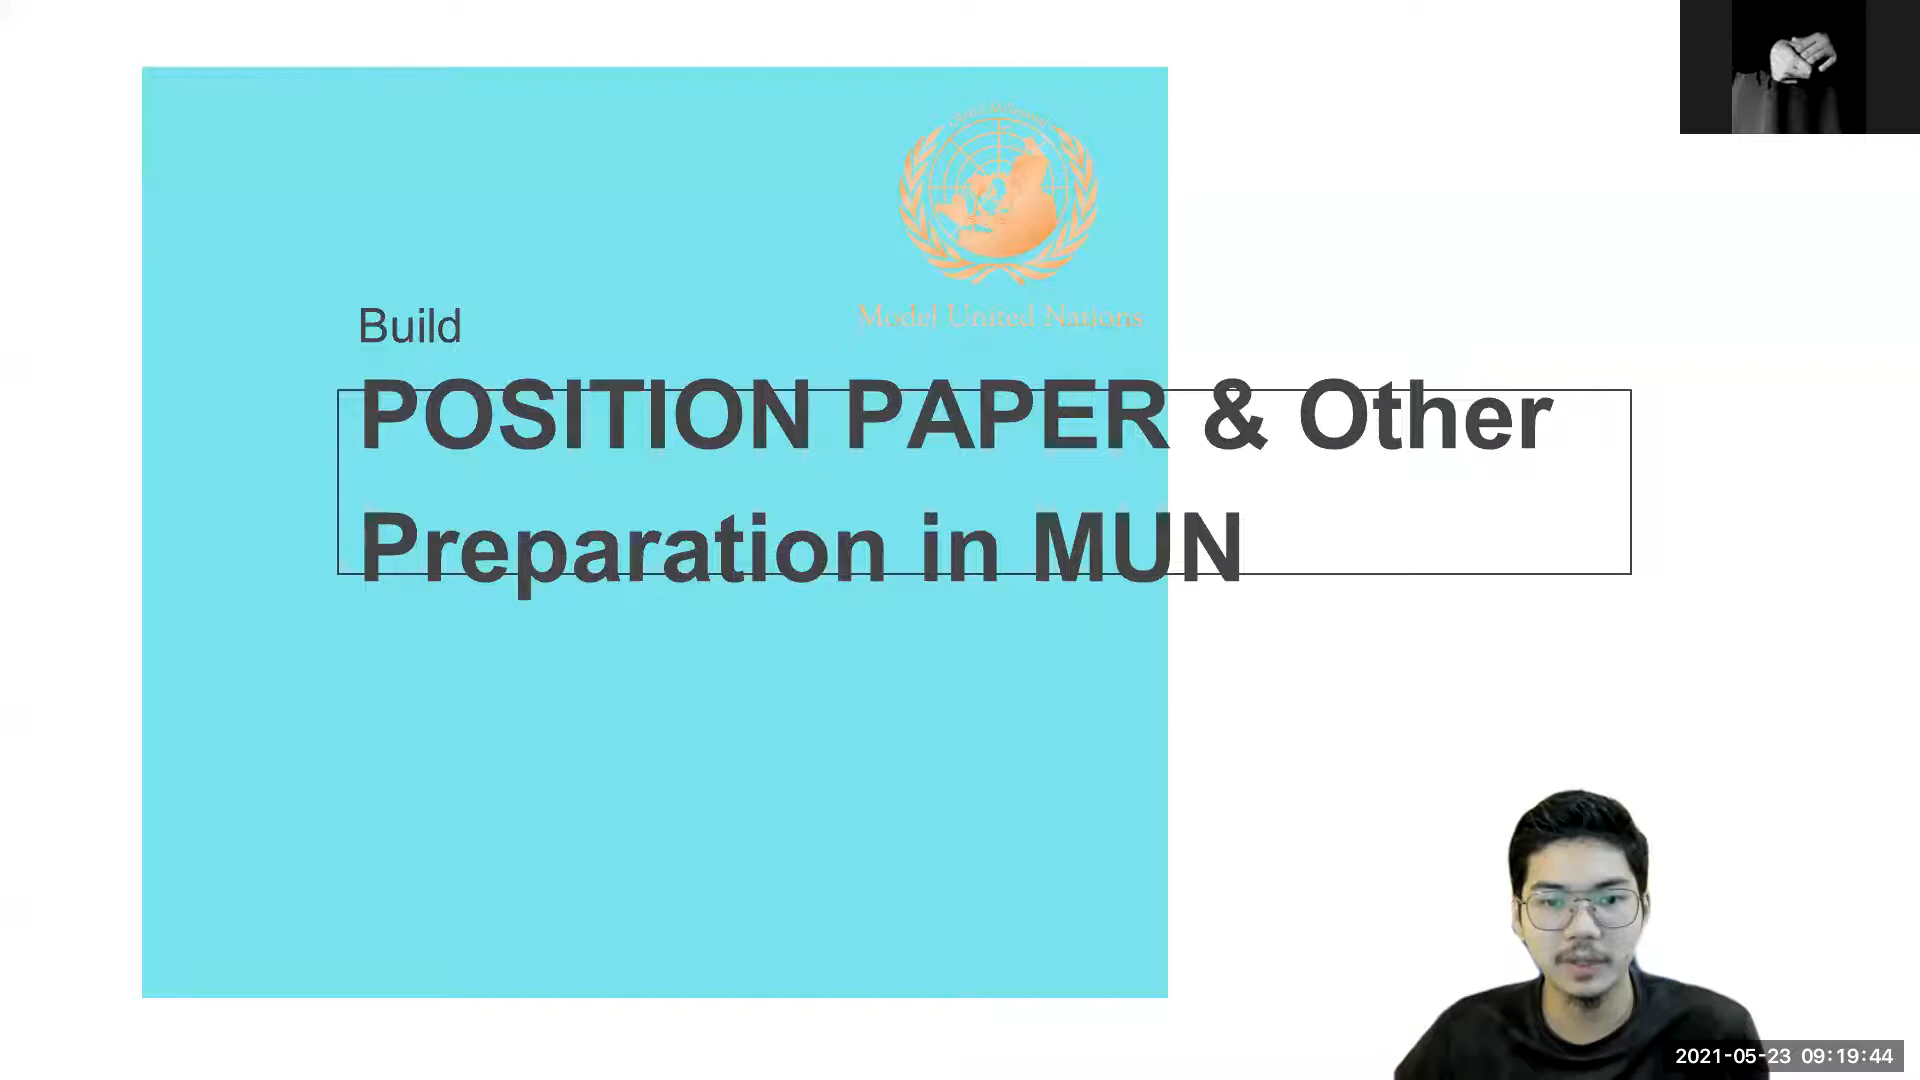 Model United Nations
Build
POSITION PAPER & Other
Preparation in MUN
2021-05-23 09:19:44